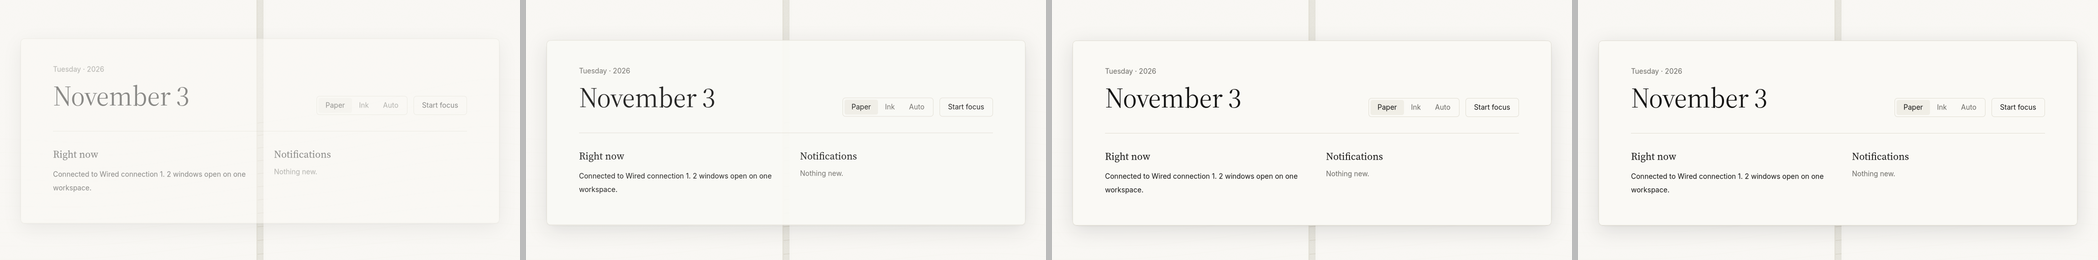 Tuesday · 2026
November 3
Paper Ink Auto Start focus
Right now
Connected to Wired connection 1. 2 windows open on one
workspace.
Notifications
Nothing new.
Tuesday · 2026
November 3
Paper Ink Auto Start focus
Right now
Connected to Wired connection 1. 2 windows open on one
workspace.
Notifications
Nothing new.
Tuesday · 2026
November 3
Paper Ink Auto Start focus
Right now
Connected to Wired connection 1. 2 windows open on one
workspace.
Notifications
Nothing new.
Tuesday · 2026
November 3
Paper Ink Auto Start focus
Right now
Connected to Wired connection 1. 2 windows open on one
workspace.
Notifications
Nothing new.